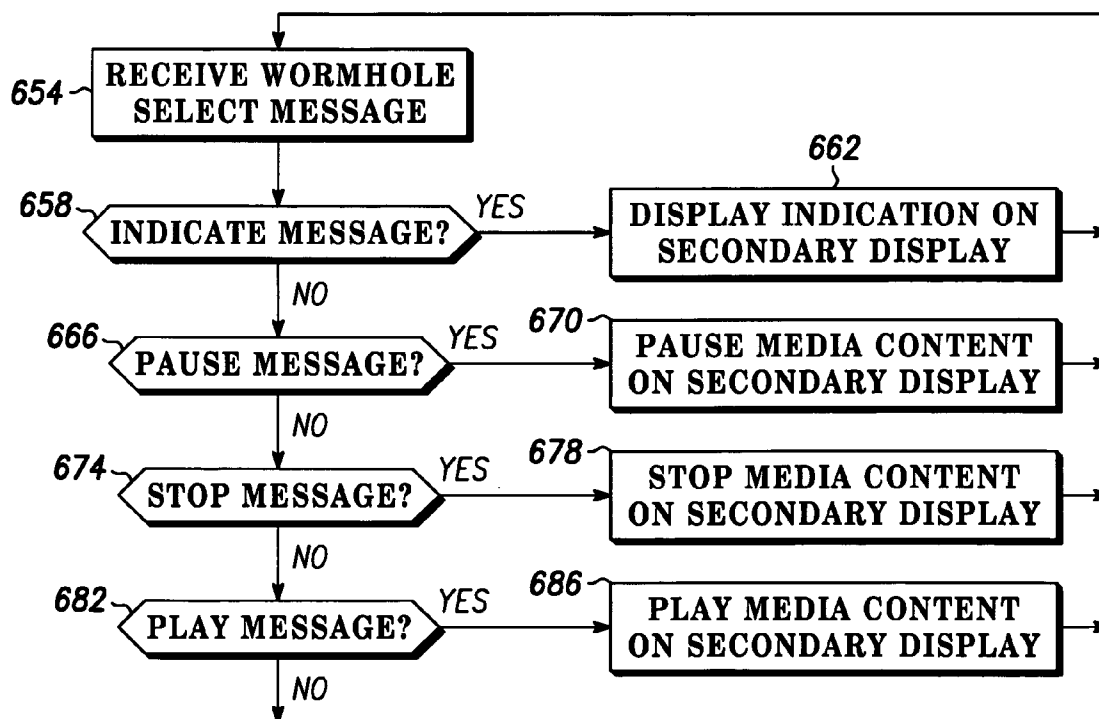 654
RECEIVE WORMHOLE
SELECT MESSAGE
658
INDICATE MESSAGE?
YES
662
DISPLAY INDICATION ON
SECONDARY DISPLAY
NO
666
PAUSE MESSAGE?
YES
670
PAUSE MEDIA CONTENT
ON SECONDARY DISPLAY
NO
674
STOP MESSAGE?
YES
678
STOP MEDIA CONTENT
ON SECONDARY DISPLAY
NO
682
PLAY MESSAGE?
YES
686
PLAY MEDIA CONTENT
ON SECONDARY DISPLAY
NO